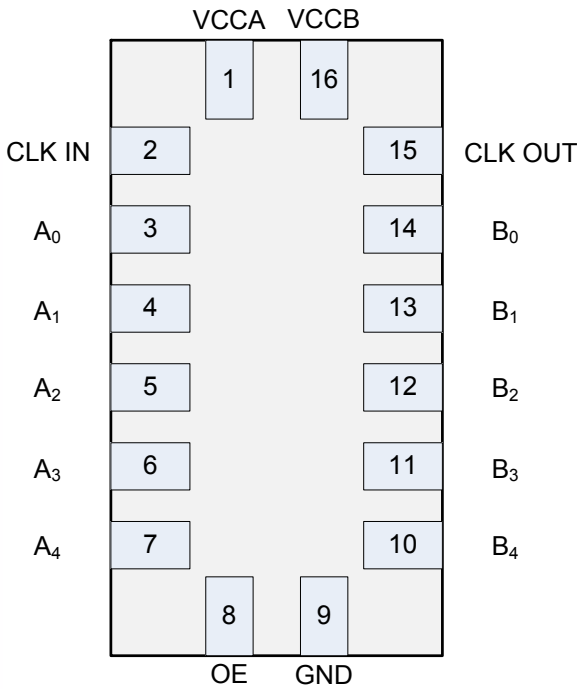 VCCA VCCB
1 16
CLK IN 2 15 CLK OUT
A₀ 3 14 B₀
A₁ 4 13 B₁
A₂ 5 12 B₂
A₃ 6 11 B₃
A₄ 7 10 B₄
8 9
OE GND